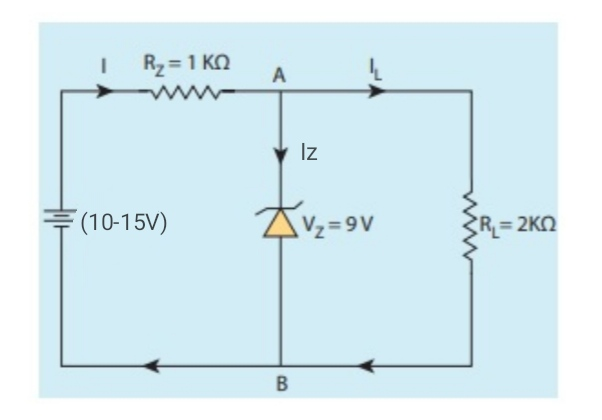 I
R_Z = 1 KΩ
A
I_L
Iz
(10-15V)
V_Z = 9 V
R_L = 2KΩ
B